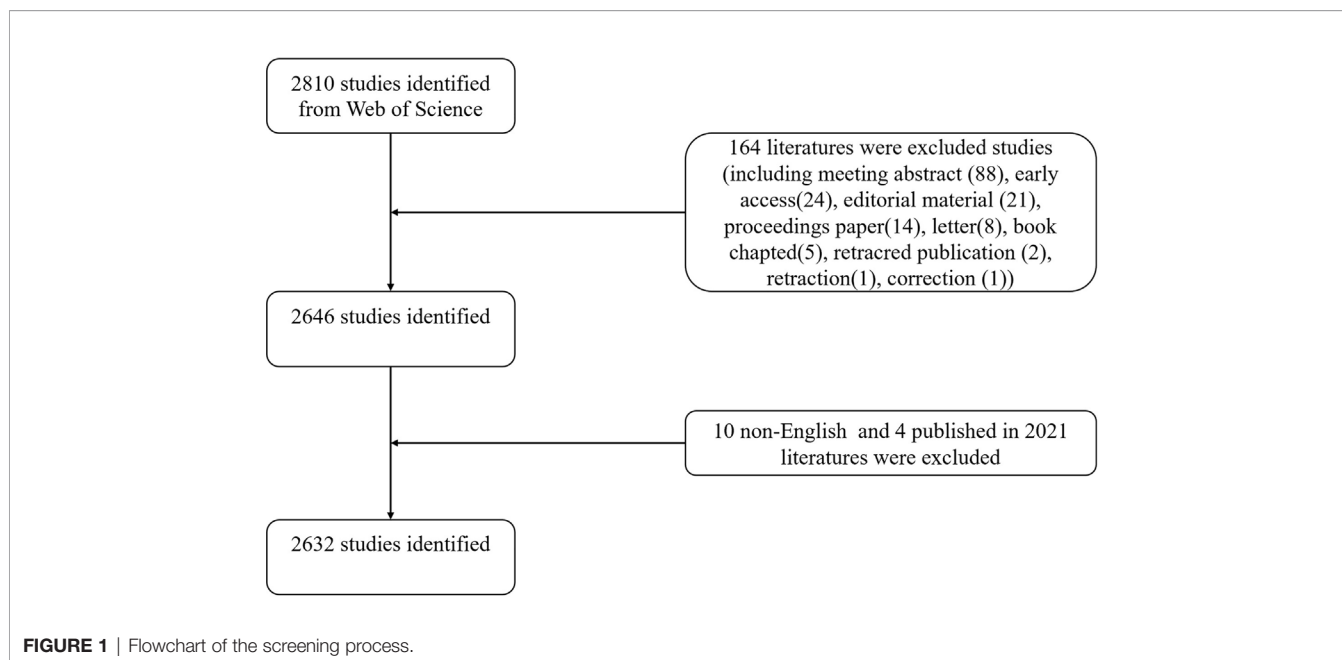 2810 studies identified
from Web of Science
164 literatures were excluded studies
(including meeting abstract (88), early
access(24), editorial material (21),
proceedings paper(14), letter(8), book
chapted(5), retracred publication (2),
retraction(1), correction (1))
2646 studies identified
10 non-English and 4 published in 2021
literatures were excluded
2632 studies identified
FIGURE 1 | Flowchart of the screening process.